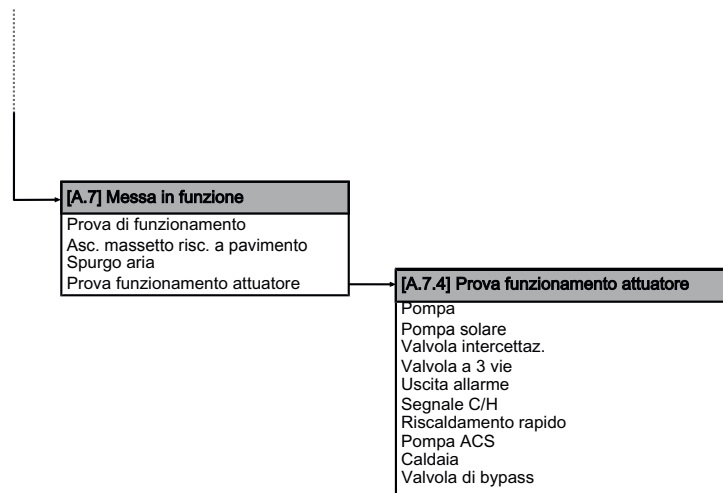 [A.7] Messa in funzione
Prova di funzionamento
Asc. massetto risc. a pavimento
Spurgo aria
Prova funzionamento attuatore
[A.7.4] Prova funzionamento attuatore
Pompa
Pompa solare
Valvola intercettaz.
Valvola a 3 vie
Uscita allarme
Segnale C/H
Riscaldamento rapido
Pompa ACS
Caldaia
Valvola di bypass